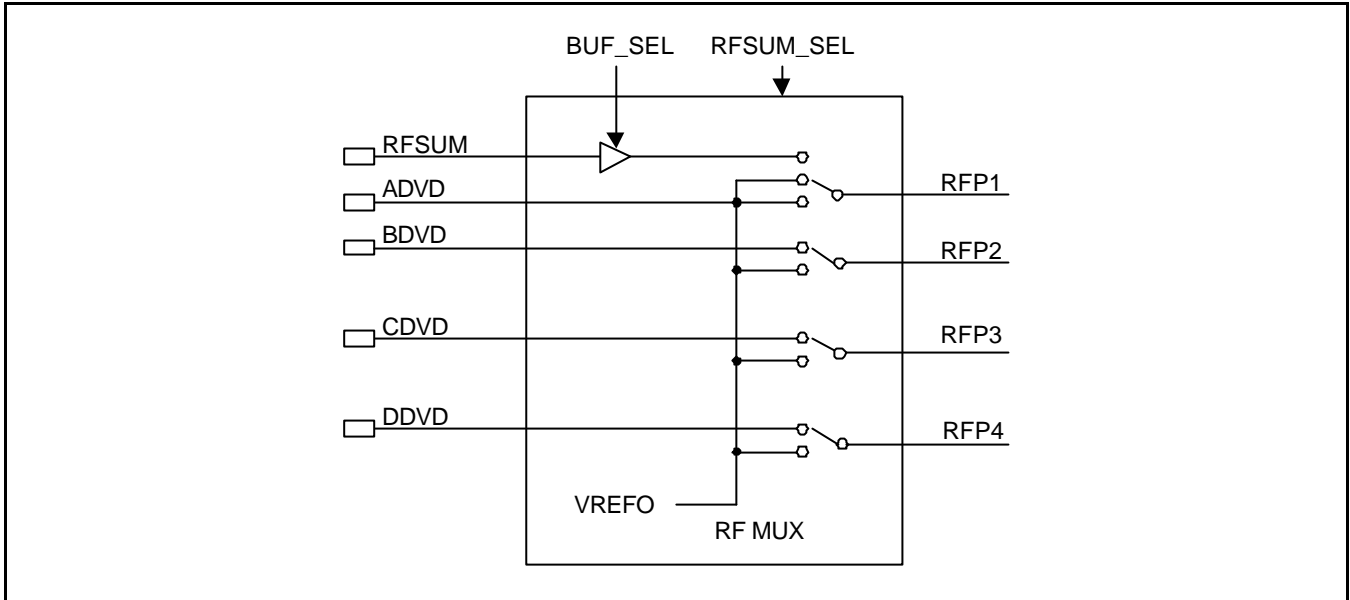 BUF_SEL RFSUM_SEL
RFSUM
ADVD
RFP1
BDVD
RFP2
CDVD
RFP3
DDVD
RFP4
VREFO
RF MUX